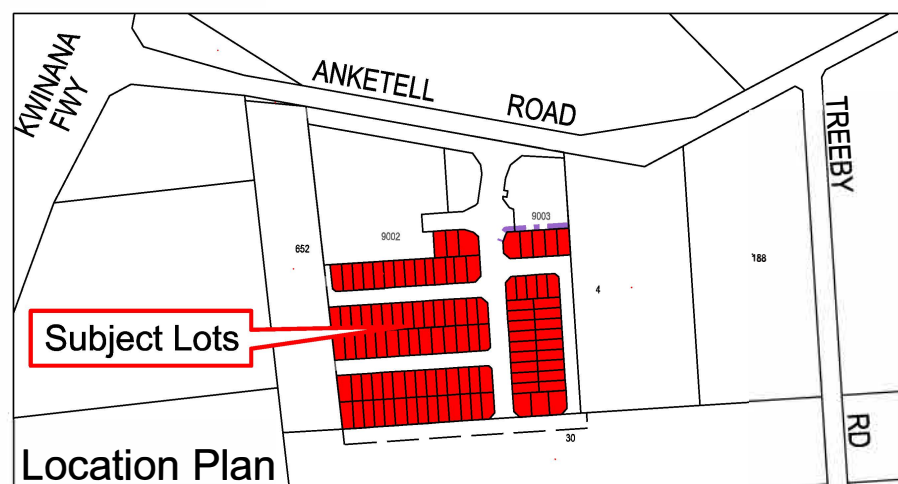 KWINANA
FWY
ANKETELL ROAD
TREEBY
RD
9003
9002
652
188
4
Subject Lots
30
Location Plan